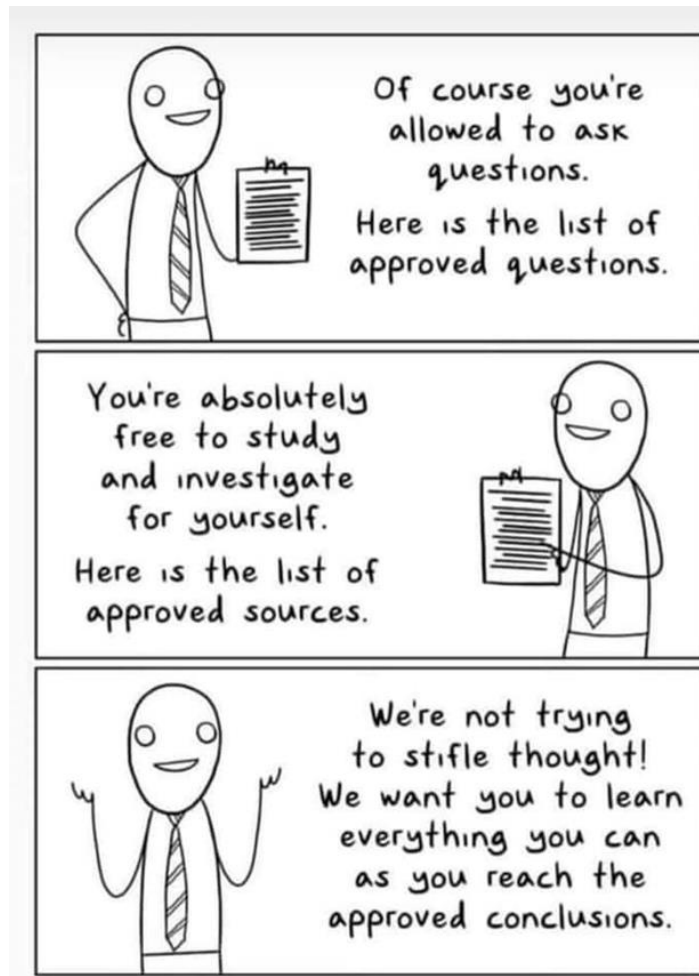 Of course you're
allowed to ask
questions.
Here is the list of
approved questions.
You're absolutely
free to study
and investigate
for yourself.
Here is the list of
approved sources.
We're not trying
to stifle thought!
We want you to learn
everything you can
as you reach the
approved conclusions.